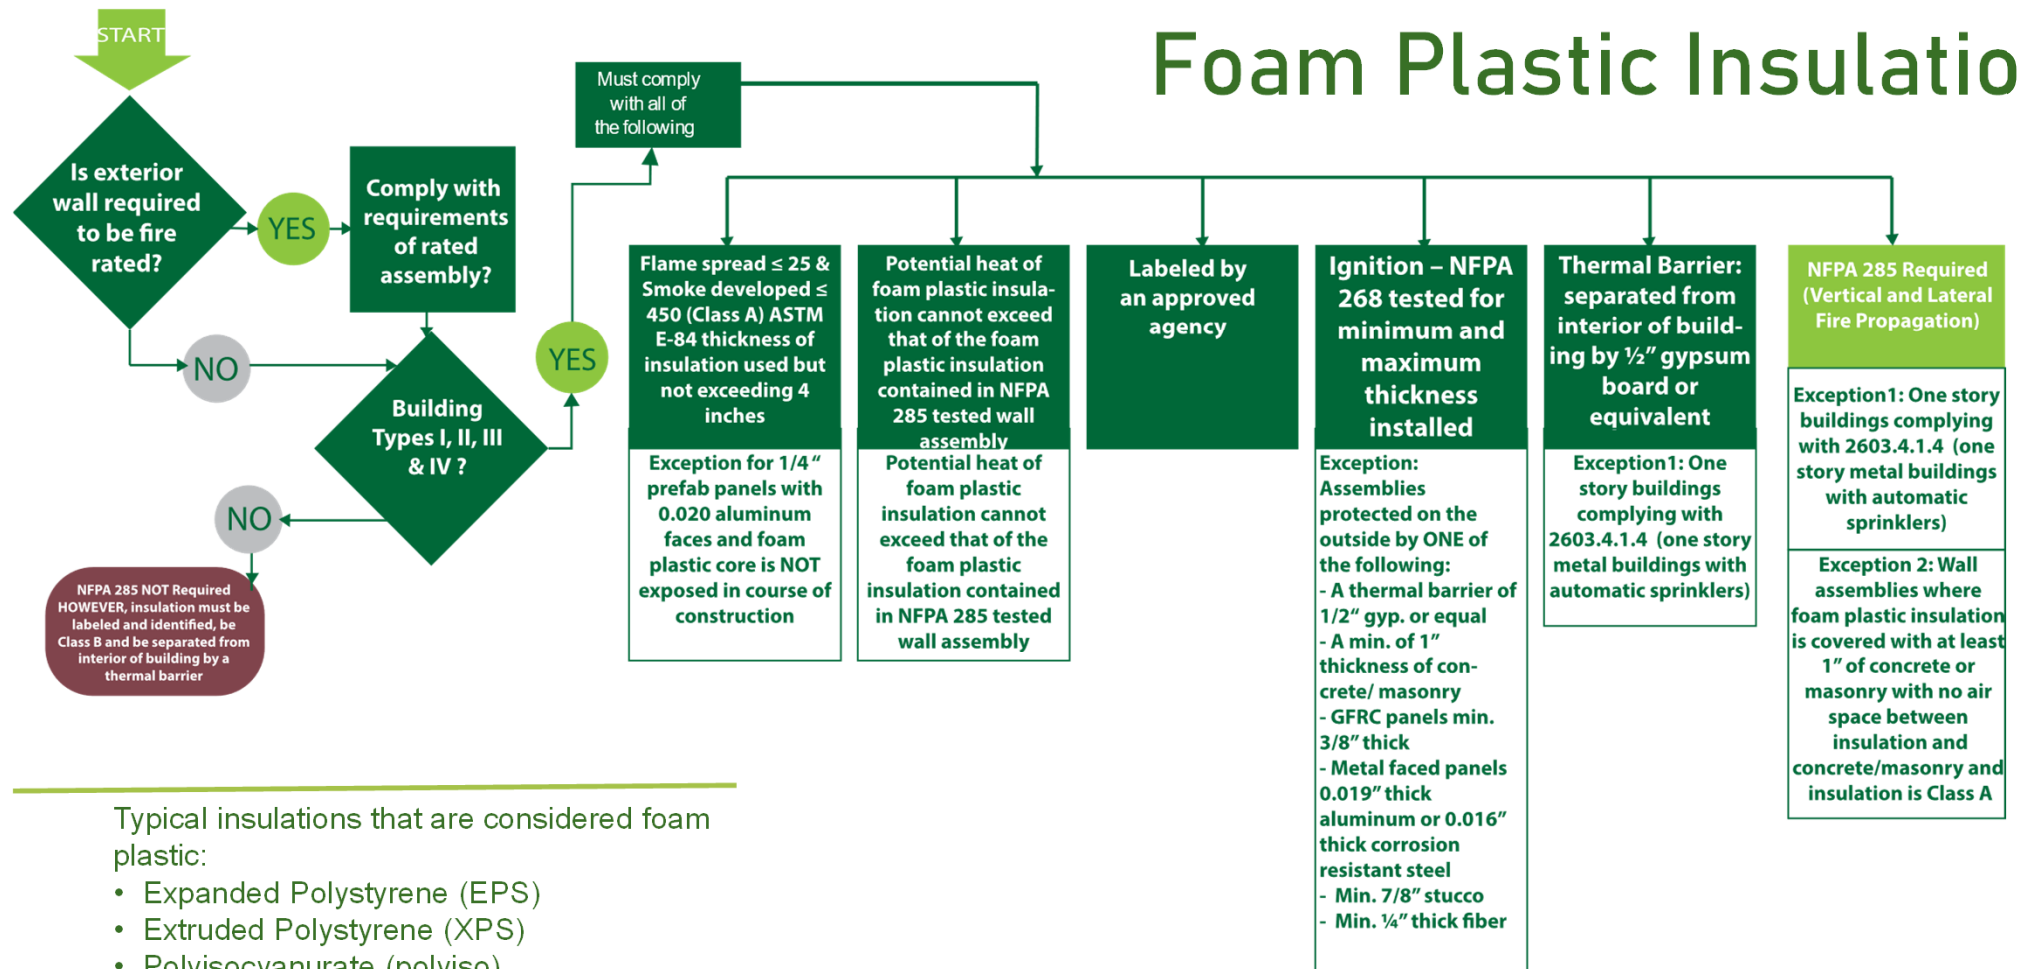 START
Foam Plastic Insulatio
Is exterior
wall required
to be fire
rated?
YES
Comply with
requirements
of rated
assembly?
NO
Building
Types I, II, III
& IV ?
YES
NO
NFPA 285 NOT Required
HOWEVER, insulation must be
labeled and identified, be
Class B and be separated from
interior of building by a
thermal barrier
Must comply
with all of
the following
Flame spread ≤ 25 &
Smoke developed ≤
450 (Class A) ASTM
E-84 thickness of
insulation used but
not exceeding 4
inches
Exception for 1/4 “
prefab panels with
0.020 aluminum
faces and foam
plastic core is NOT
exposed in course of
construction
Potential heat of
foam plastic insula-
tion cannot exceed
that of the foam
plastic insulation
contained in NFPA
285 tested wall
assembly
Potential heat of
foam plastic
insulation cannot
exceed that of the
foam plastic
insulation contained
in NFPA 285 tested
wall assembly
Labeled by
an approved
agency
Ignition – NFPA
268 tested for
minimum and
maximum
thickness
installed
Exception:
Assemblies
protected on the
outside by ONE of
the following:
- A thermal barrier of
1/2“ gyp. or equal
- A min. of 1”
thickness of con-
crete/ masonry
- GFRC panels min.
3/8” thick
- Metal faced panels
0.019” thick
aluminum or 0.016”
thick corrosion
resistant steel
- Min. 7/8” stucco
- Min. ¼” thick fiber
Thermal Barrier:
separated from
interior of build-
ing by ½” gypsum
board or
equivalent
Exception1: One
story buildings
complying with
2603.4.1.4 (one story
metal buildings with
automatic sprinklers)
NFPA 285 Required
(Vertical and Lateral
Fire Propagation)
Exception1: One story
buildings complying
with 2603.4.1.4 (one
story metal buildings
with automatic
sprinklers)
Exception 2: Wall
assemblies where
foam plastic insulation
is covered with at least
1” of concrete or
masonry with no air
space between
insulation and
concrete/masonry and
insulation is Class A
Typical insulations that are considered foam
plastic:
• Expanded Polystyrene (EPS)
• Extruded Polystyrene (XPS)
• Polyisocyanurate (polyiso)